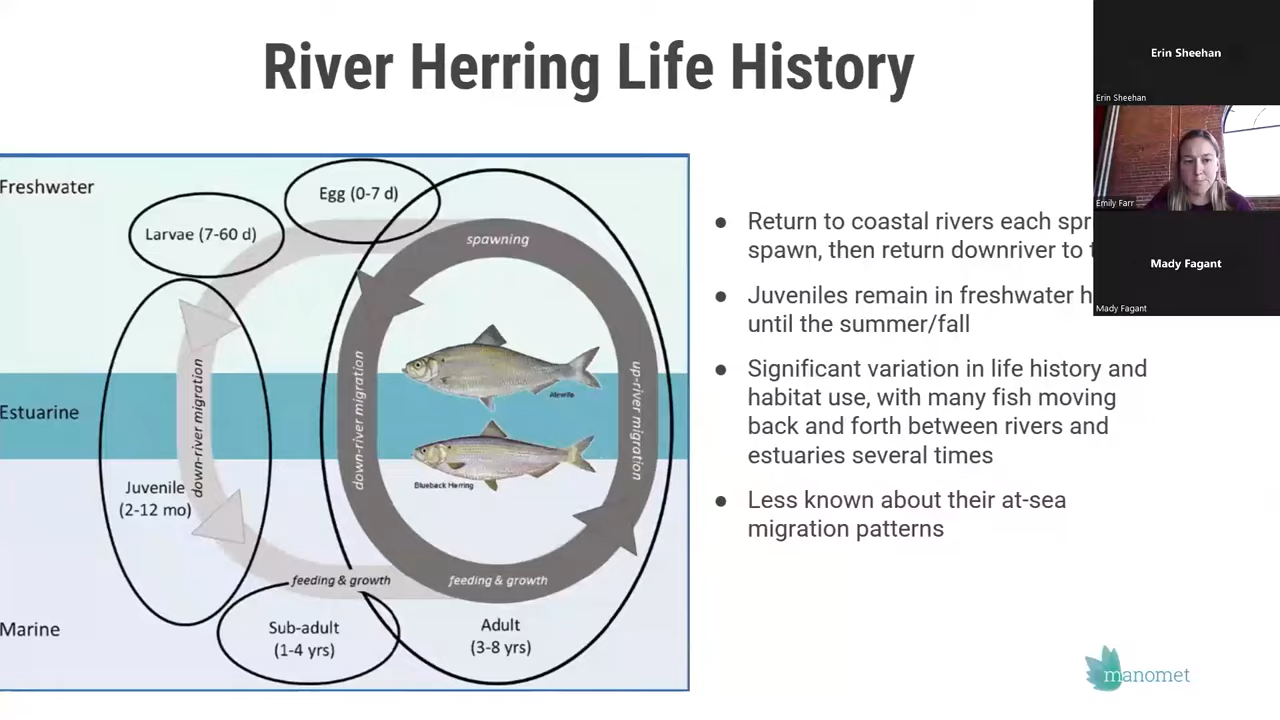 River Herring Life History
Erin Sheehan
Erin Sheehan
Emily Farr
Mady Fagant
Mady Fagant
Freshwater
Egg (0-7 d)
Larvae (7-60 d)
spawning
down-river migration
down-river migration
up-river migration
Alewife
Estuarine
Blueback Herring
Juvenile
(2-12 mo)
feeding & growth
feeding & growth
Marine
Sub-adult
(1-4 yrs)
Adult
(3-8 yrs)
● Return to coastal rivers each spr
spawn, then return downriver to t
● Juveniles remain in freshwater h
until the summer/fall
● Significant variation in life history and
habitat use, with many fish moving
back and forth between rivers and
estuaries several times
● Less known about their at-sea
migration patterns
manomet